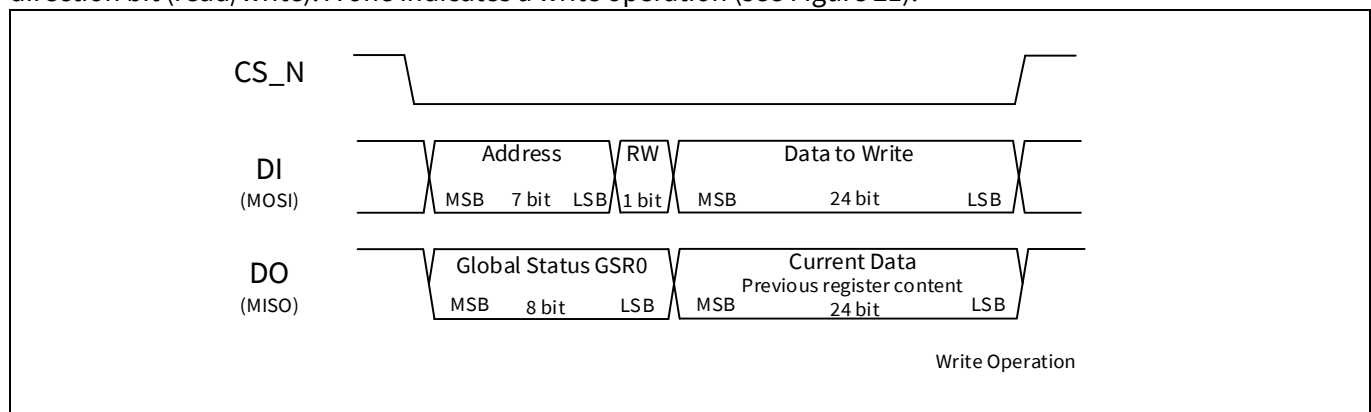 direction bit (read/write). A one indicates a write operation (see Figure 22).
CS_N
DI
(MOSI)
Address
RW
Data to Write
MSB 7 bit LSB
1 bit
MSB 24 bit LSB
DO
(MISO)
Global Status GSR0
Current Data
Previous register content
MSB 8 bit LSB
MSB 24 bit LSB
Write Operation